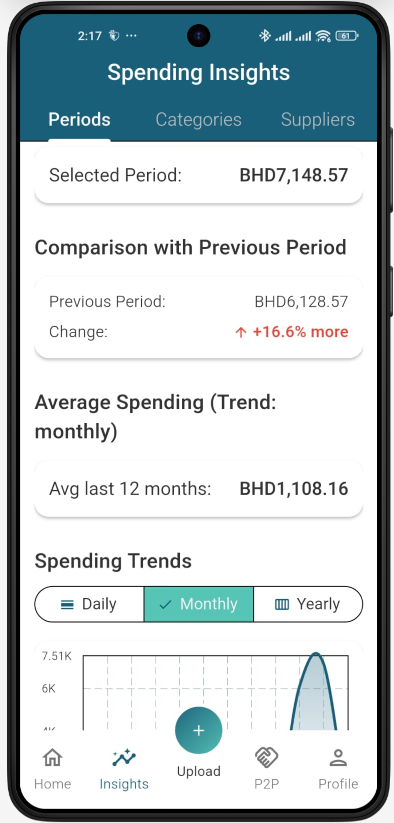 2:17 ···
61
Spending Insights
Periods Categories Suppliers
Selected Period: BHD7,148.57
Comparison with Previous Period
Previous Period: BHD6,128.57
Change: ↑ +16.6% more
Average Spending (Trend:
monthly)
Avg last 12 months: BHD1,108.16
Spending Trends
Daily Monthly Yearly
7.51K
6K
+
Upload
Home Insights P2P Profile